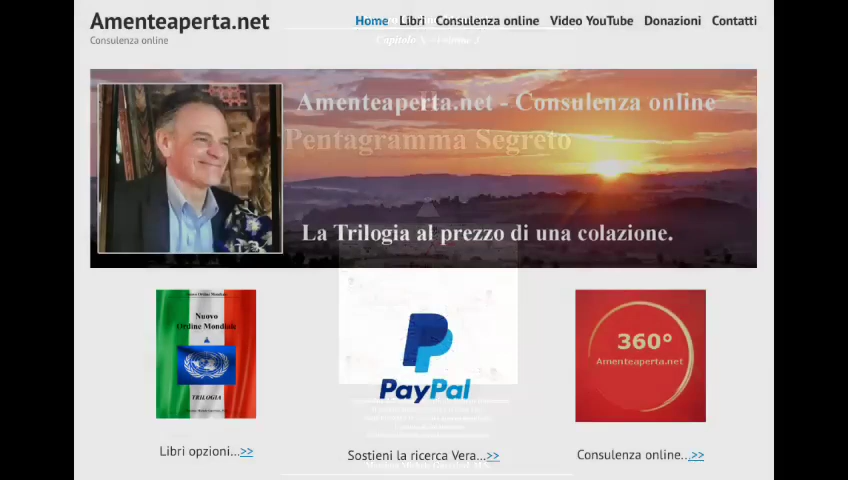 Amenteaperta.net
Consulenza online
Home Libri Consulenza online Video YouTube Donazioni Contatti
Capitolo
Amenteaperta.net - Consulenza online
Pentagramma Segreto
La Trilogia al prezzo di una colazione.
Nuovo
Ordine Mondiale
TRILOGIA
PayPal
360°
Amenteaperta.net
Libri opzioni...>>
Sostieni la ricerca Vera...>>
Consulenza online...>>